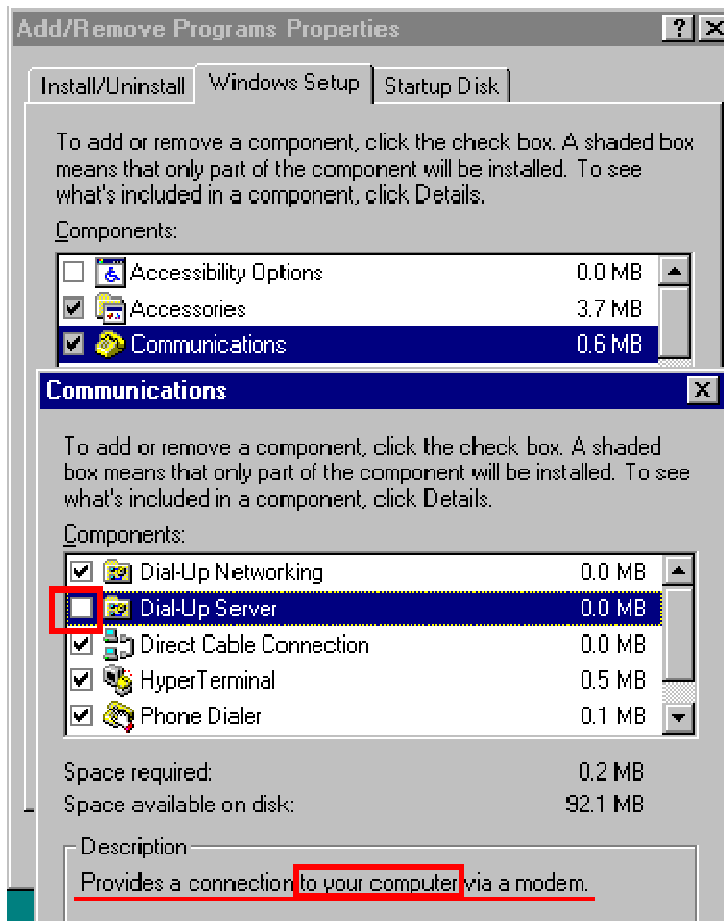 Add/Remove Programs Properties
Install/Uninstall Windows Setup Startup Disk
To add or remove a component, click the check box. A shaded box
means that only part of the component will be installed. To see
what's included in a component, click Details.
Components:
Accessibility Options 0.0 MB
Accessories 3.7 MB
Communications 0.6 MB
Communications
To add or remove a component, click the check box. A shaded
box means that only part of the component will be installed. To see
what's included in a component, click Details.
Components:
Dial-Up Networking 0.0 MB
Dial-Up Server 0.0 MB
Direct Cable Connection 0.0 MB
HyperTerminal 0.5 MB
Phone Dialer 0.1 MB
Space required: 0.2 MB
Space available on disk: 92.1 MB
Description
Provides a connection to your computer via a modem.